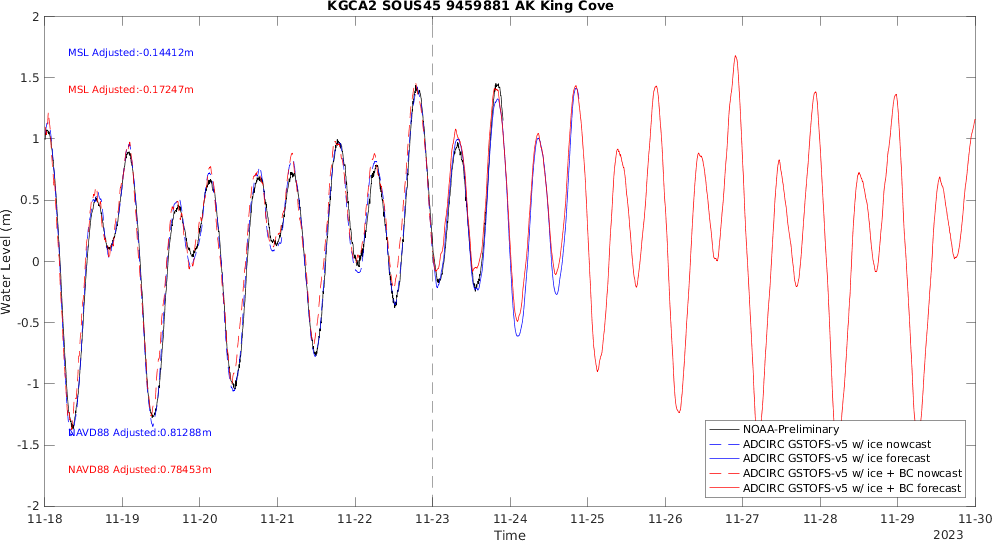 KGCA2 SOUS45 9459881 AK King Cove
2
1.5
1
0.5
0
-0.5
-1
-1.5
-2
Water Level (m)
MSL Adjusted:-0.14412m
MSL Adjusted:-0.17247m
NAVD88 Adjusted:0.81288m
NAVD88 Adjusted:0.78453m
NOAA-Preliminary
ADCIRC GSTOFS-v5 w/ ice nowcast
ADCIRC GSTOFS-v5 w/ ice forecast
ADCIRC GSTOFS-v5 w/ ice + BC nowcast
ADCIRC GSTOFS-v5 w/ ice + BC forecast
11-18 11-19 11-20 11-21 11-22 11-23 11-24 11-25 11-26 11-27 11-28 11-29 11-30
Time
2023